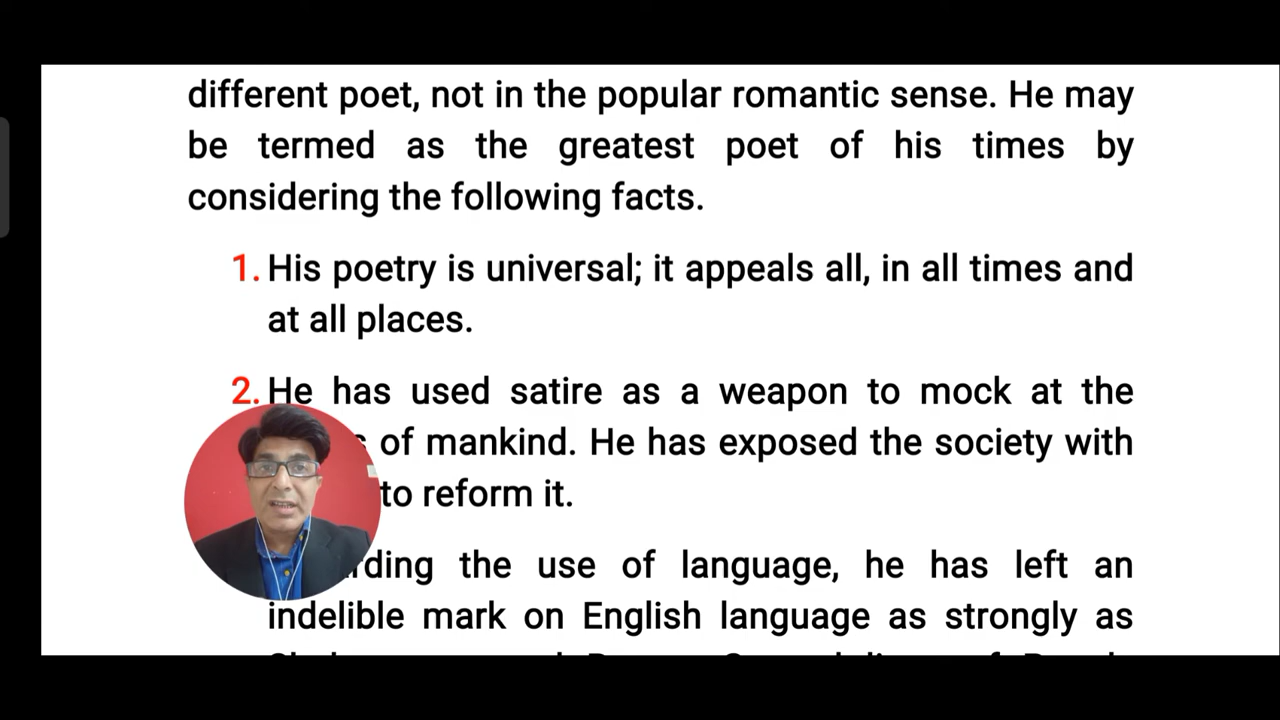 different poet, not in the popular romantic sense. He may
be termed as the greatest poet of his times by
considering the following facts.
1. His poetry is universal; it appeals all, in all times and
at all places.
2. He has used satire as a weapon to mock at the
of mankind. He has exposed the society with
to reform it.
the use of language, he has left an
indelible mark on English language as strongly as